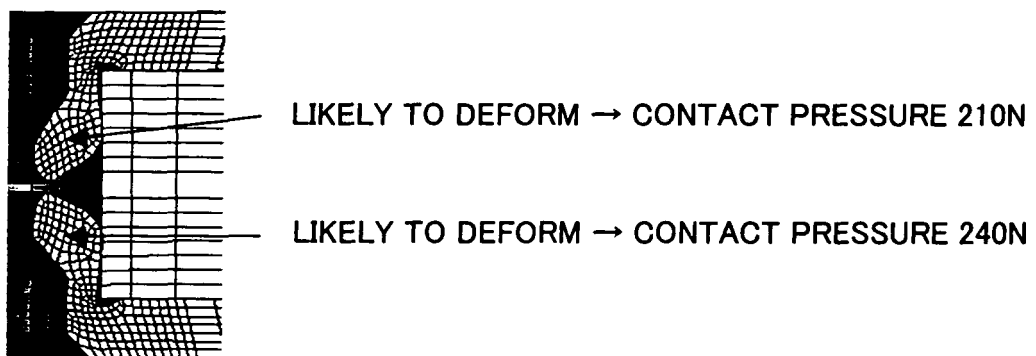 LIKELY TO DEFORM → CONTACT PRESSURE 210N
LIKELY TO DEFORM → CONTACT PRESSURE 240N